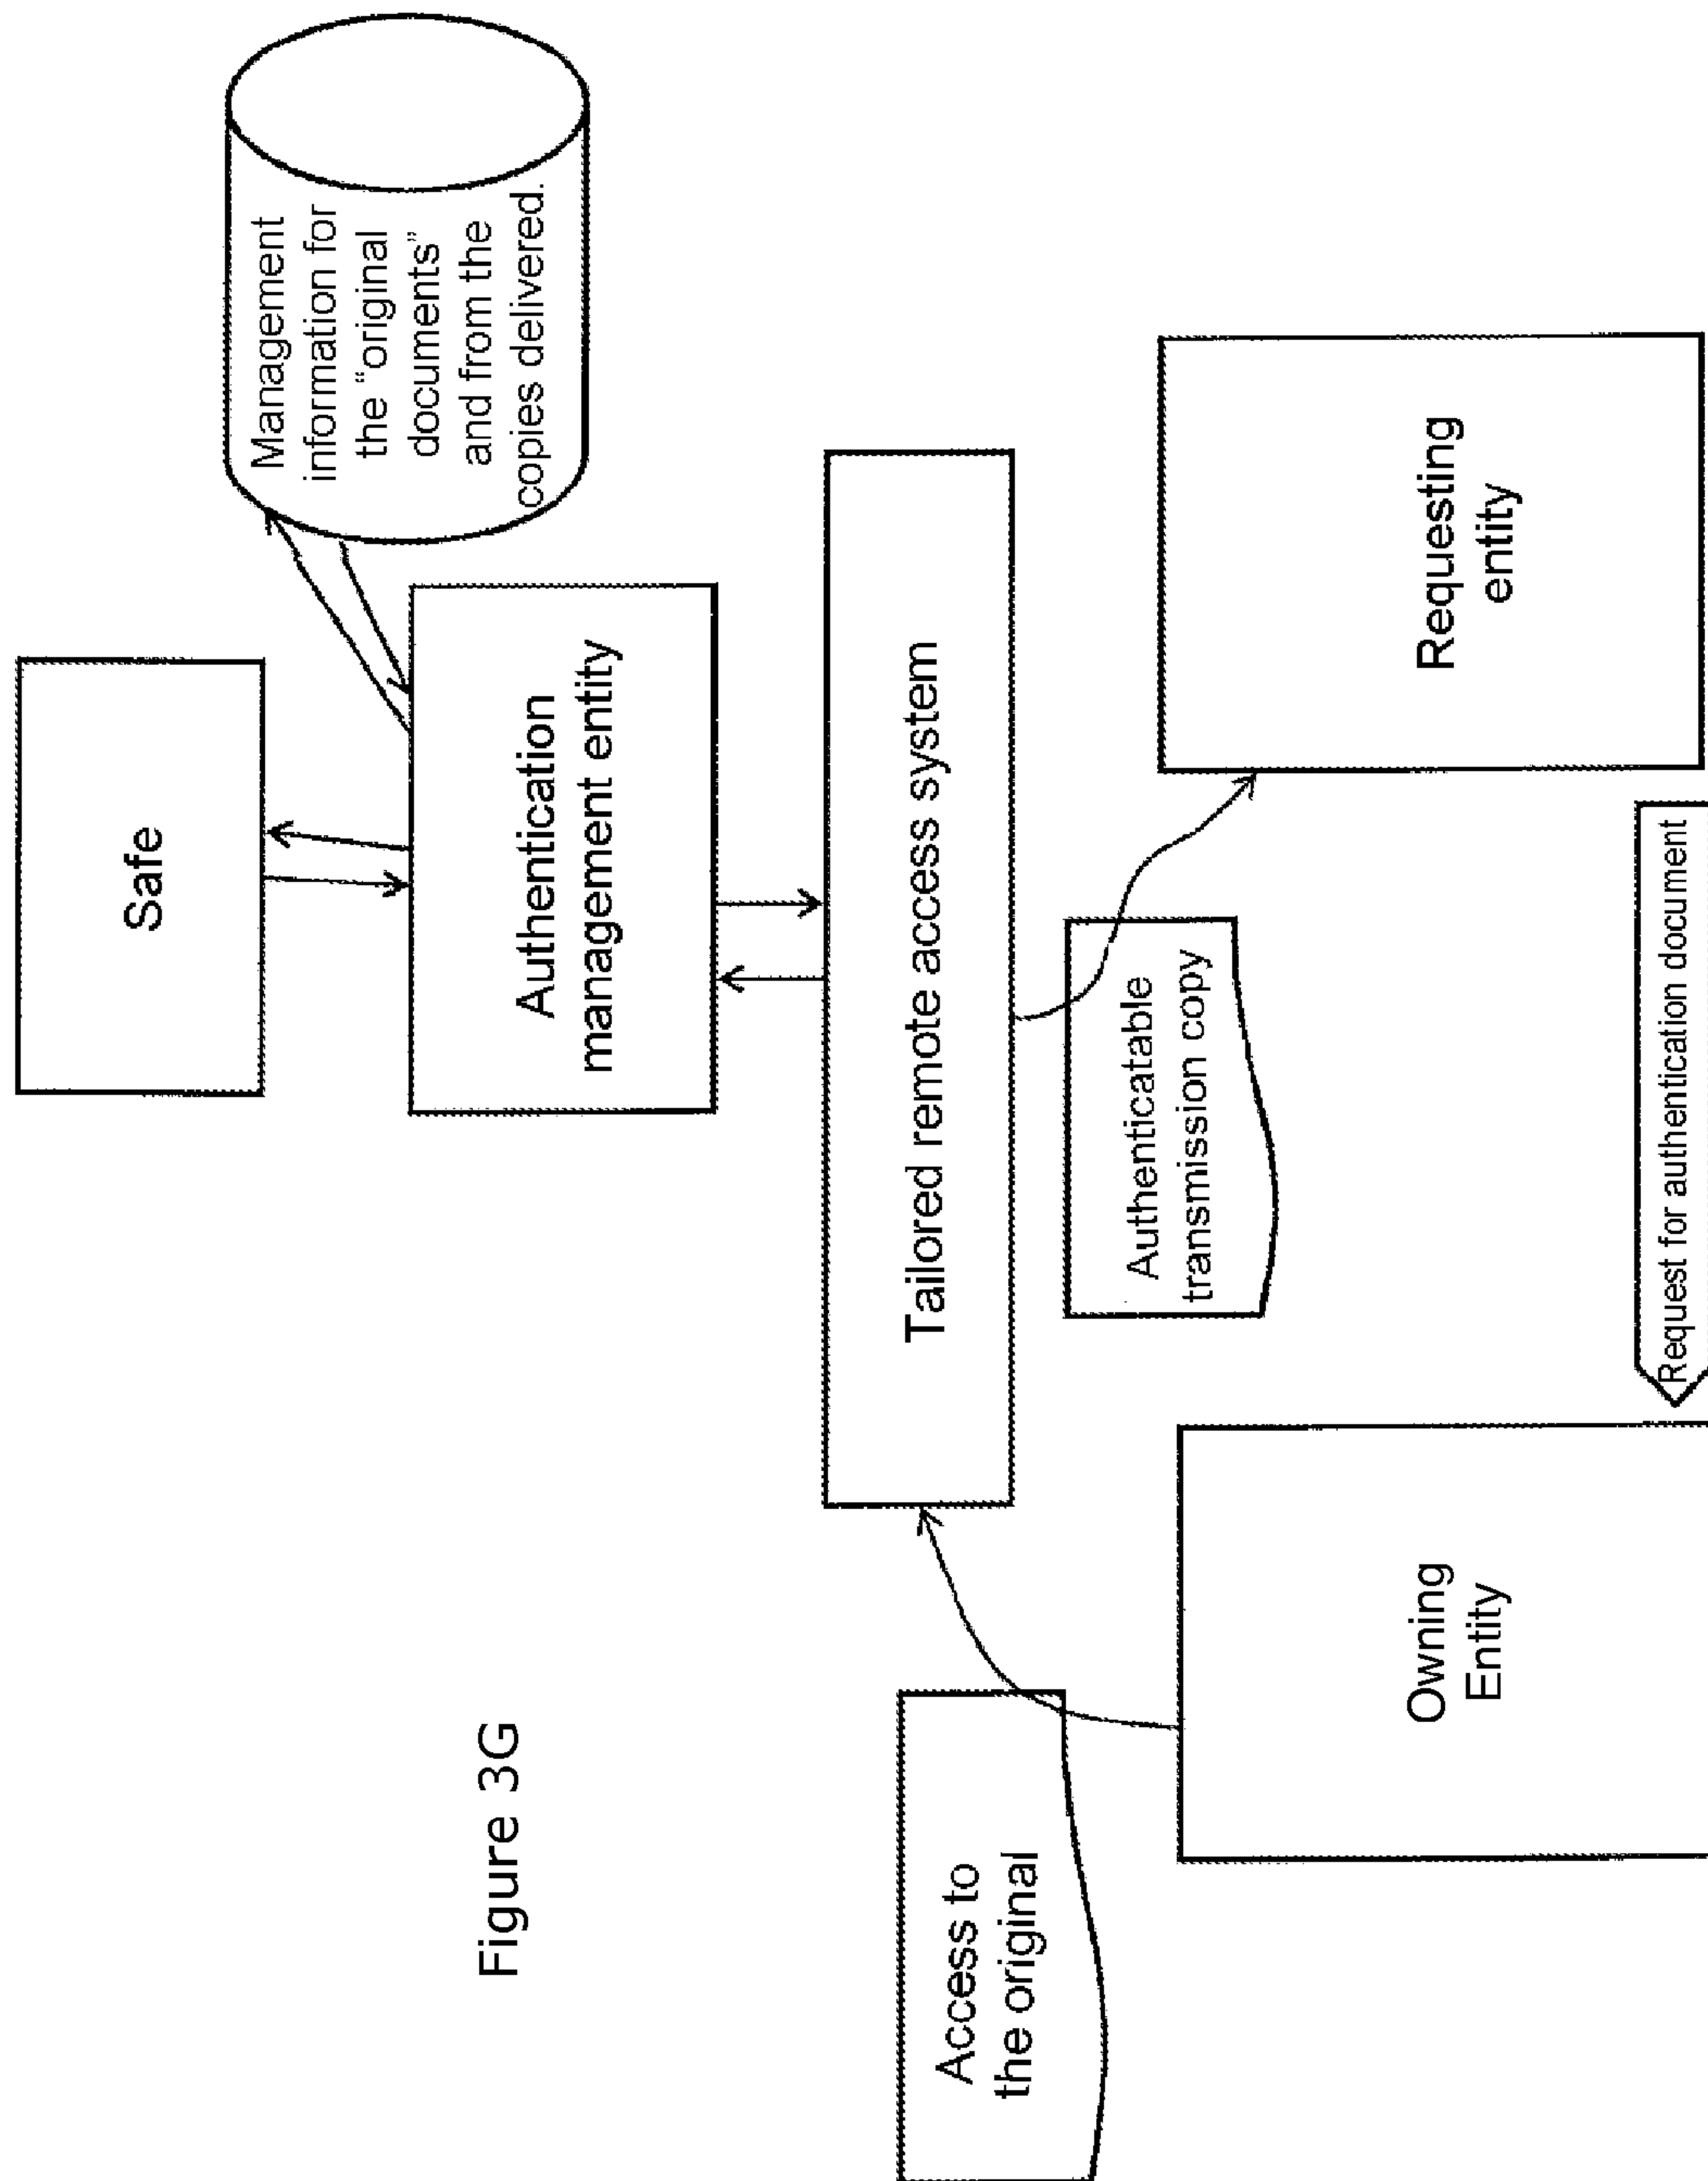 Figure 3G
Safe
Management
information for
the “original
documents”
and from the
copies delivered.
Authentication
management entity
Tailored remote access system
Access to
the original
Authenticatable
transmission copy
Owning
Entity
Request for authentication document
Requesting
entity